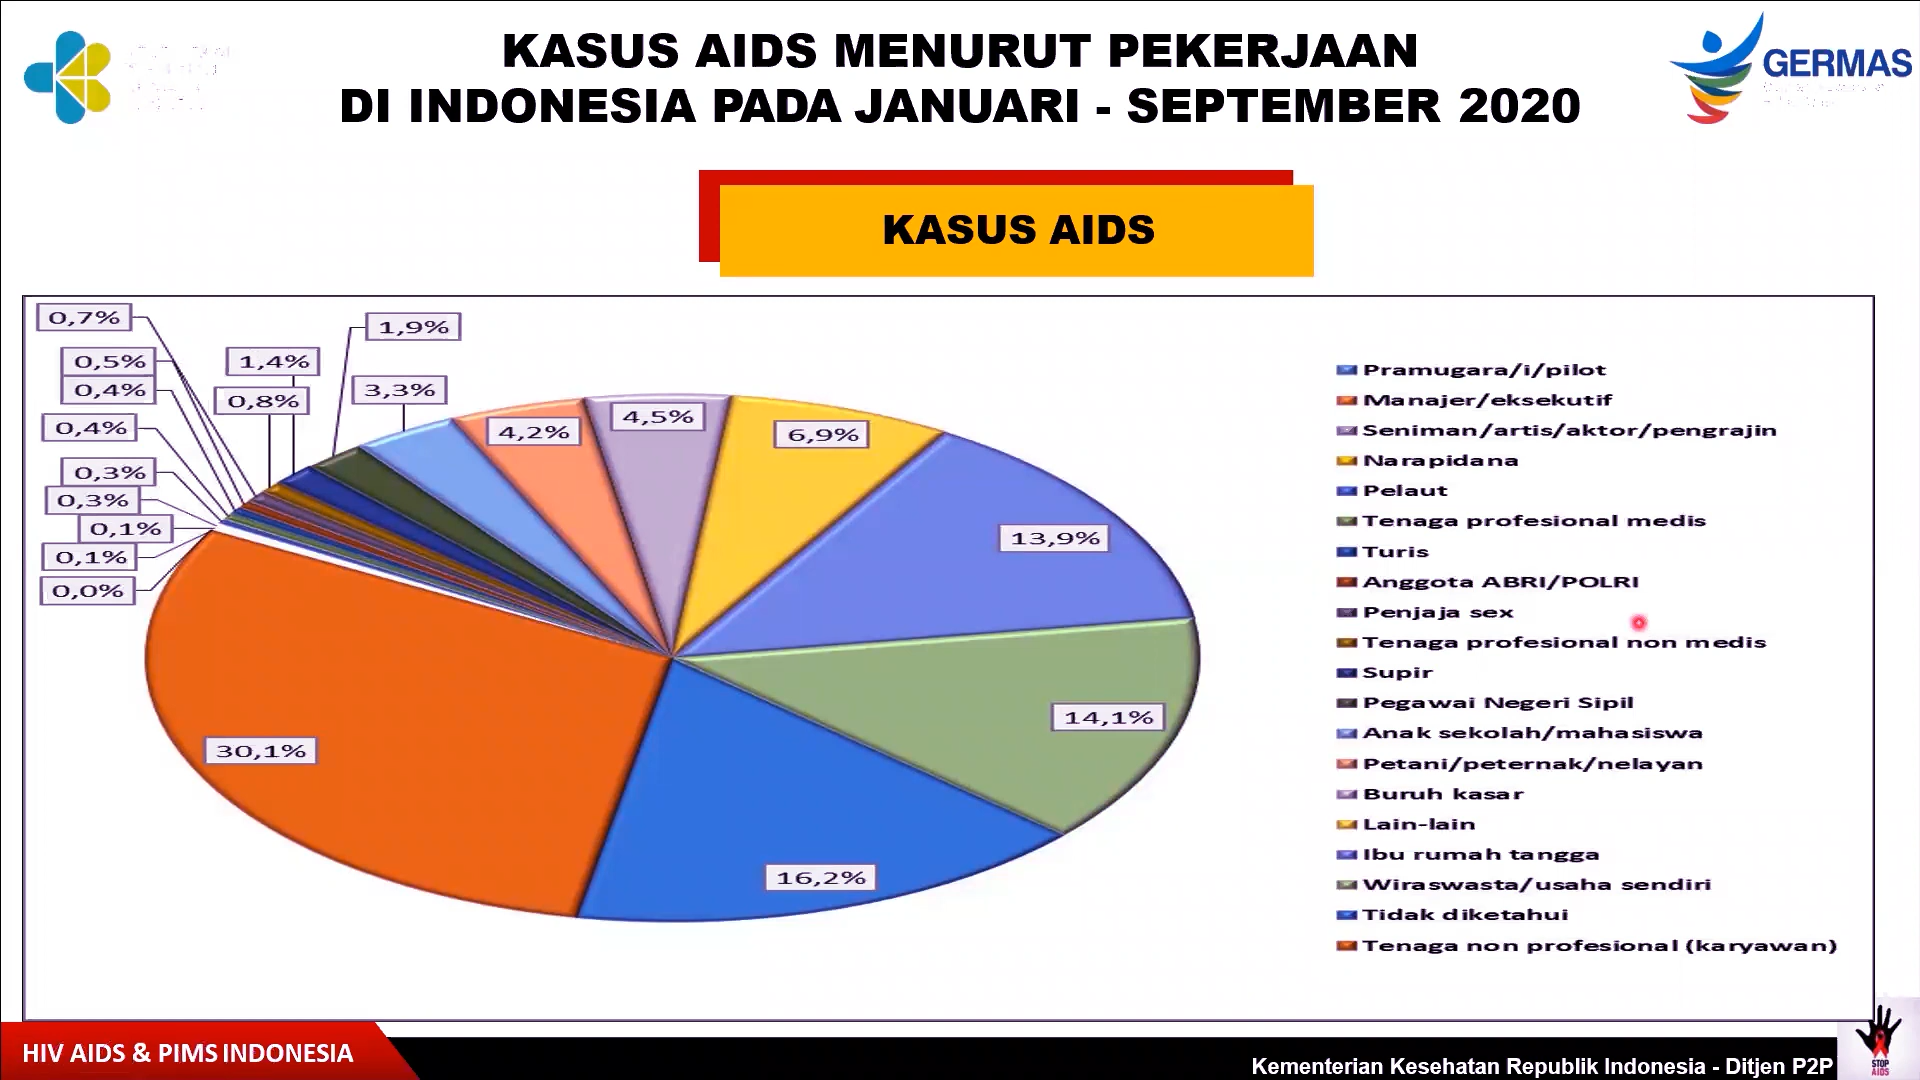 KASUS AIDS MENURUT PEKERJAAN
DI INDONESIA PADA JANUARI - SEPTEMBER 2020
GERMAS
KASUS AIDS
0,7%
0,5%
0,4%
0,4%
0,3%
0,3%
0,1%
0,1%
0,0%
0,8%
1,4%
1,9%
3,3%
4,2%
4,5%
6,9%
13,9%
14,1%
16,2%
30,1%
Pramugara/i/pilot
Manajer/eksekutif
Seniman/artis/aktor/pengrajin
Narapidana
Pelaut
Tenaga profesional medis
Turis
Anggota ABRI/POLRI
Penjaja sex
Tenaga profesional non medis
Supir
Pegawai Negeri Sipil
Anak sekolah/mahasiswa
Petani/peternak/nelayan
Buruh kasar
Lain-lain
Ibu rumah tangga
Wiraswasta/usaha sendiri
Tidak diketahui
Tenaga non profesional (karyawan)
HIV AIDS & PIMS INDONESIA
Kementerian Kesehatan Republik Indonesia - Ditjen P2P
STOP
AIDS